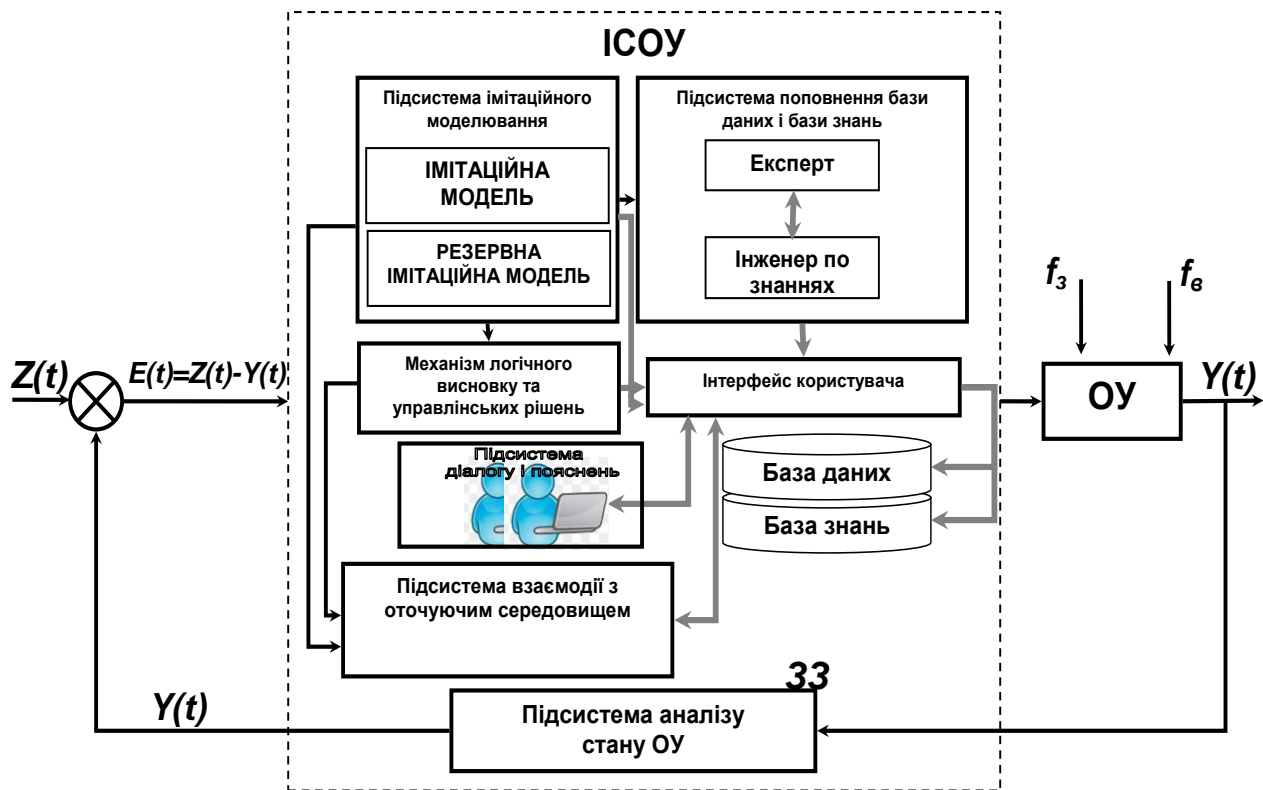 ІСОУ
Підсистема імітаційного
моделювання
ІМІТАЦІЙНА
МОДЕЛЬ
РЕЗЕРВНА
ІМІТАЦІЙНА МОДЕЛЬ
Підсистема поповнення бази
даних і бази знань
Експерт
Інженер по
знаннях
f₃
fв
Z(t)
E(t)=Z(t)-Y(t)
Механізм логічного
висновку та
управлінських рішень
Інтерфейс користувача
ОУ
Y(t)
Підсистема
діалогу і пояснень
База даних
База знань
Підсистема взаємодії з
оточуючим середовищем
ЗЗ
Y(t)
Підсистема аналізу
стану ОУ